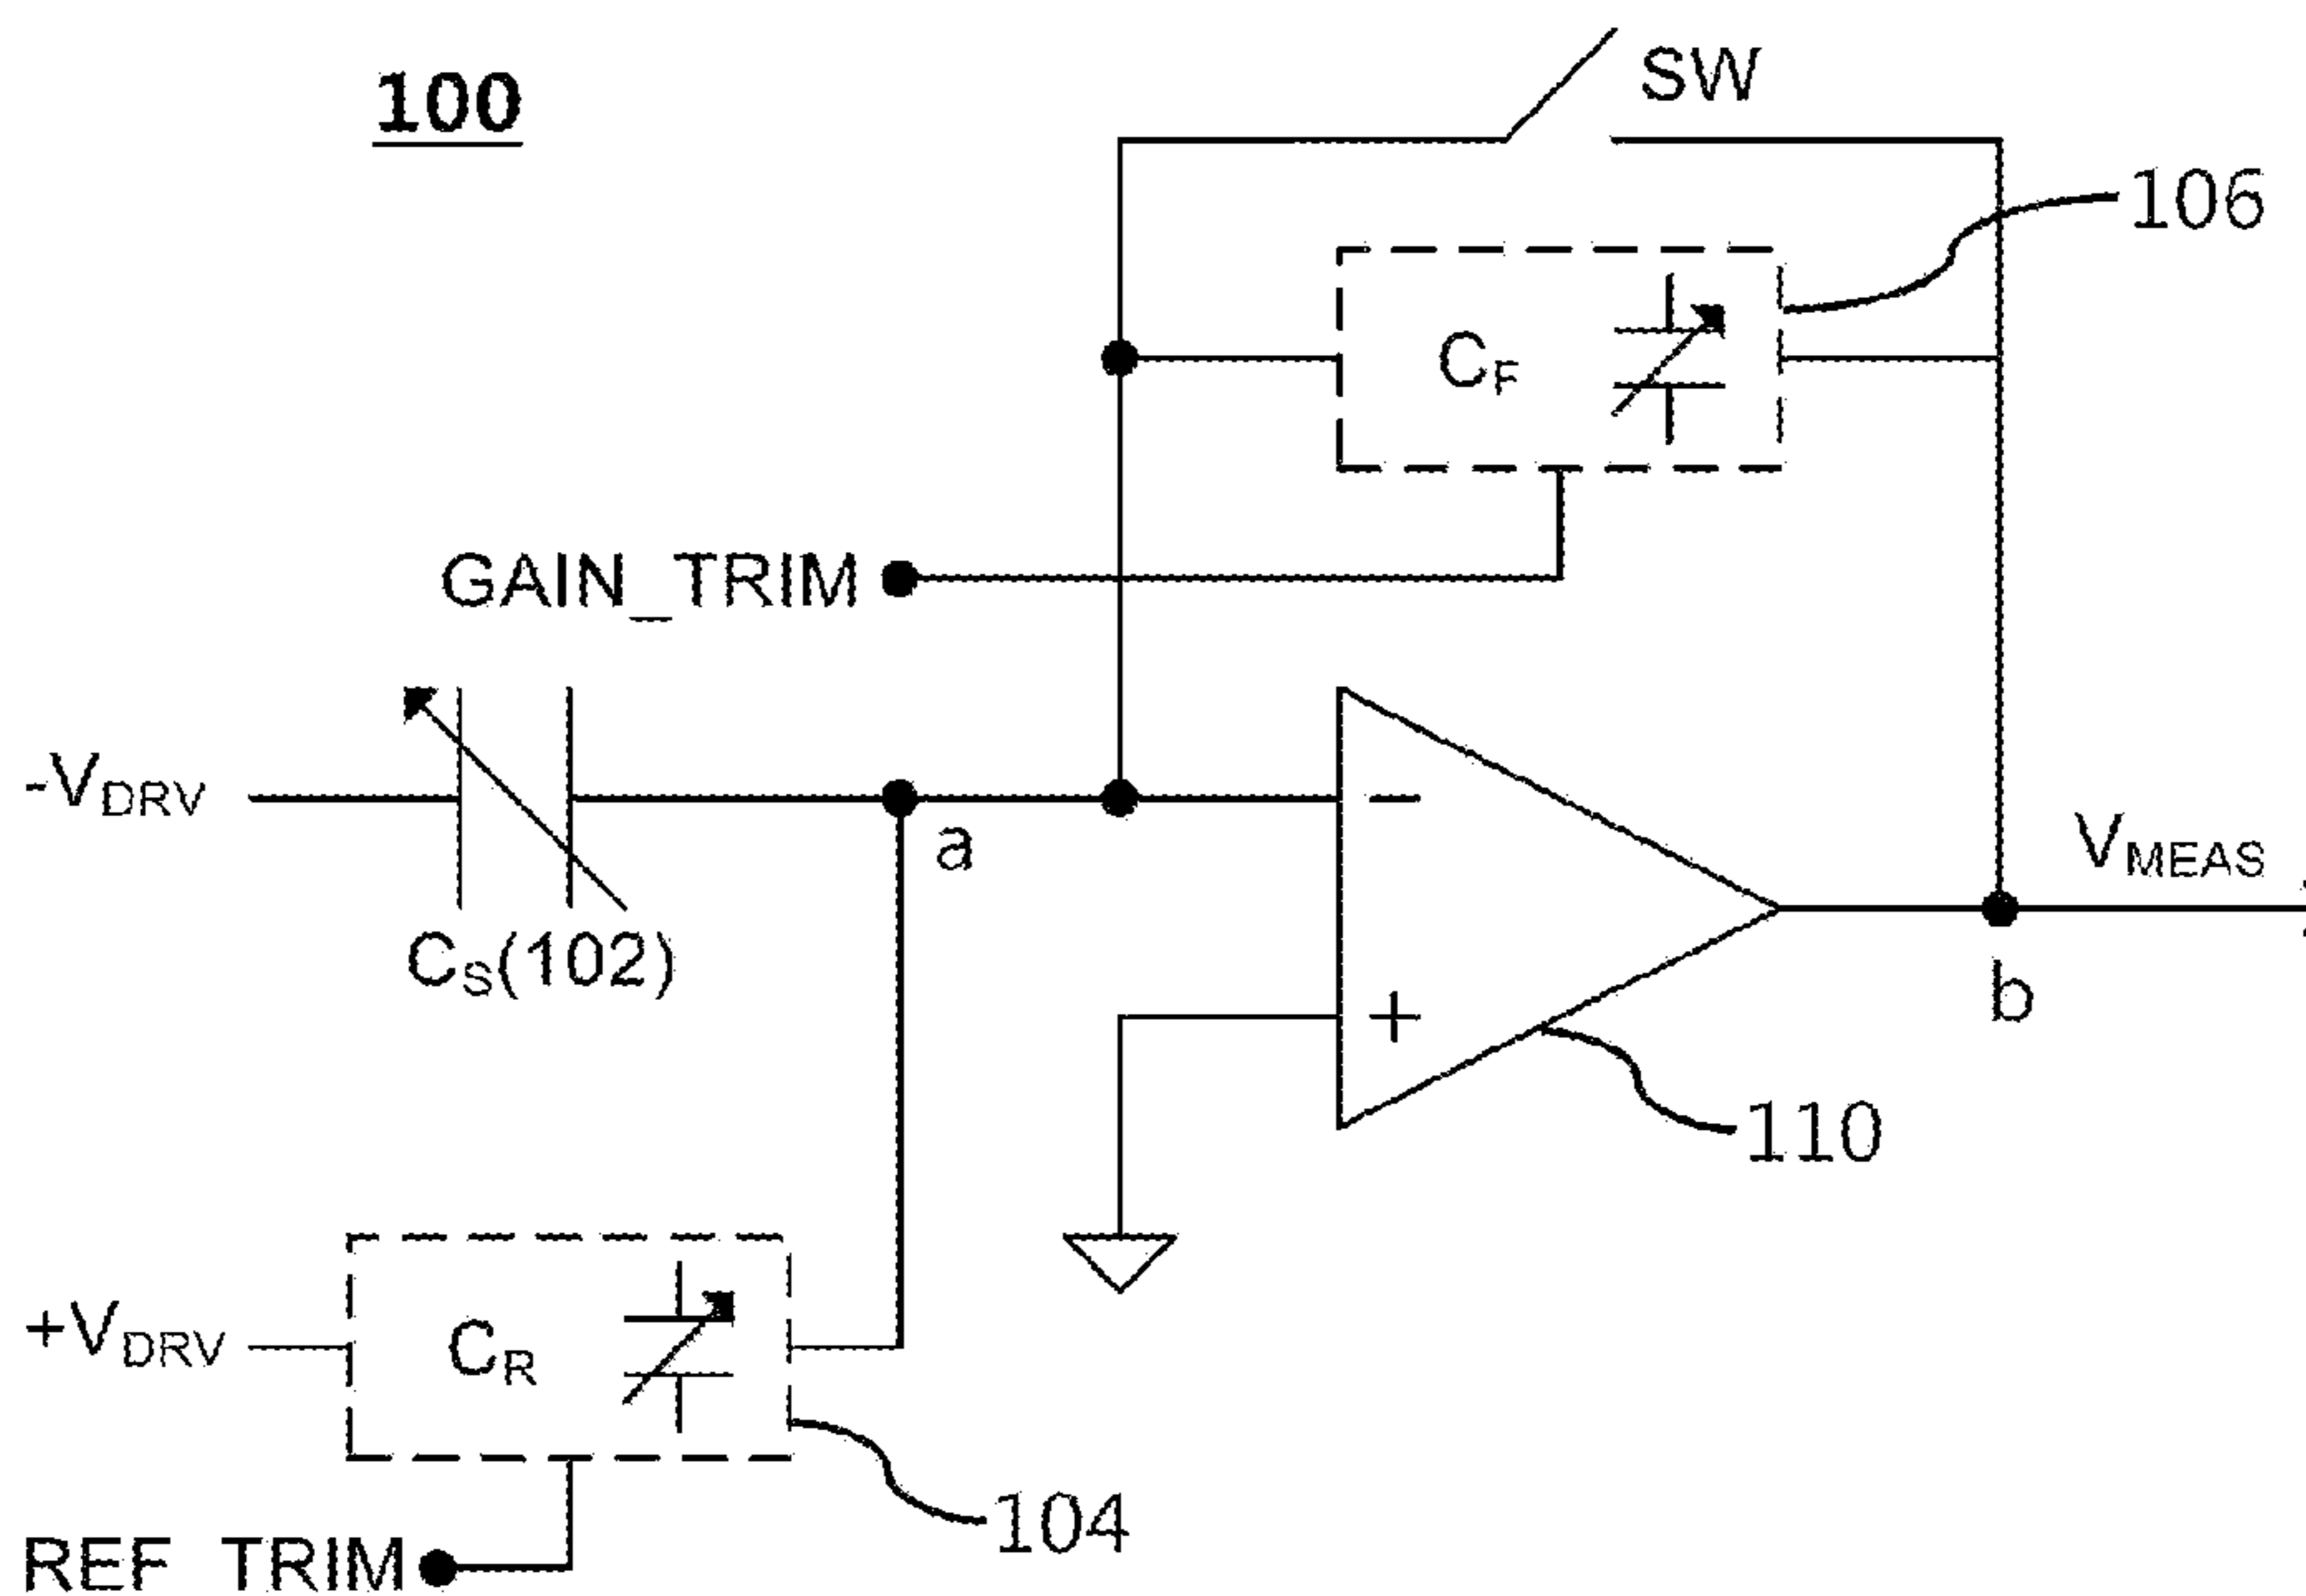 100
SW
106
CF
GAIN_TRIM
-VDRV
a
VMEAS
CS(102)
-
+
b
110
+VDRV
CR
104
REF_TRIM